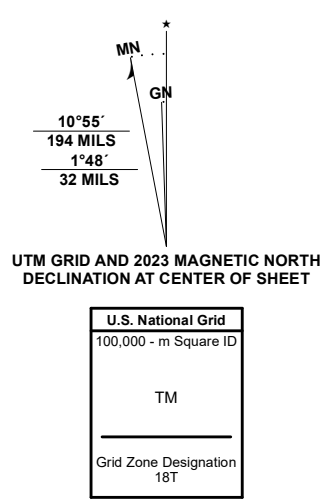 ★
MN
GN
10°55´
194 MILS
1°48´
32 MILS
UTM GRID AND 2023 MAGNETIC NORTH
DECLINATION AT CENTER OF SHEET
U.S. National Grid
100,000 - m Square ID
TM
Grid Zone Designation
18T